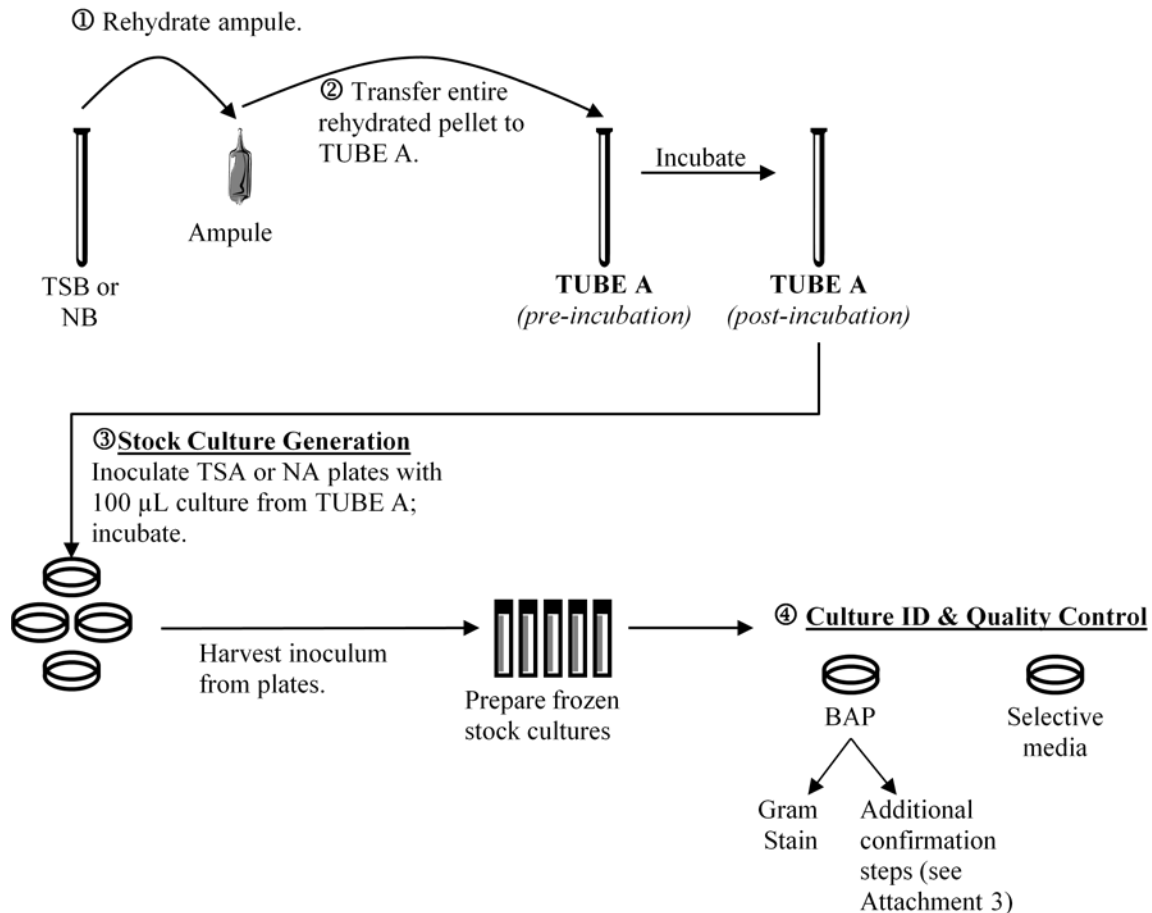 ① Rehydrate ampule.
② Transfer entire
rehydrated pellet to
TUBE A.
Incubate
Ampule
TSB or
NB
TUBE A
(pre-incubation)
TUBE A
(post-incubation)
③ Stock Culture Generation
Inoculate TSA or NA plates with
100 µL culture from TUBE A;
incubate.
Harvest inoculum
from plates.
Prepare frozen
stock cultures
④ Culture ID & Quality Control
BAP
Selective
media
Gram
Stain
Additional
confirmation
steps (see
Attachment 3)